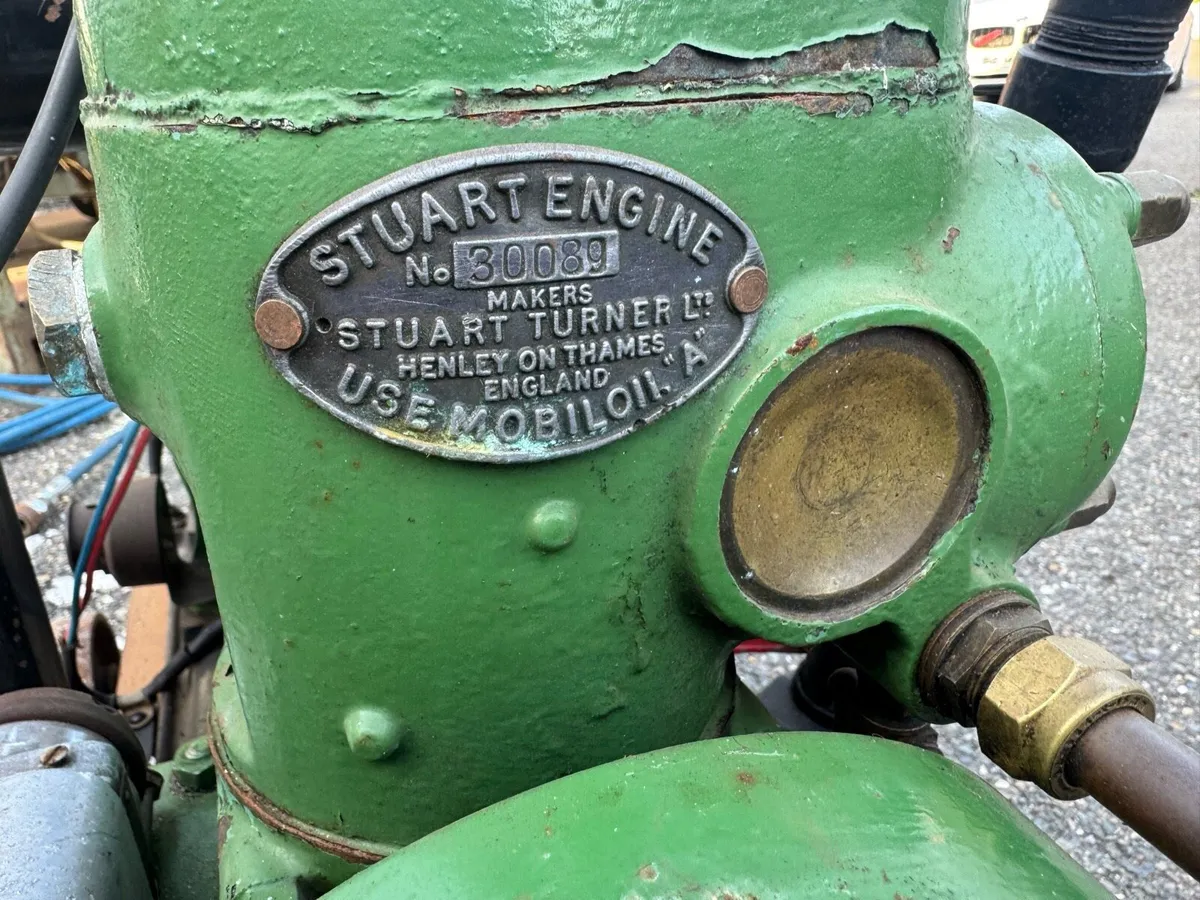 STUART ENGINE
No 30089
MAKERS
STUART TURNER LTD.
HENLEY ON THAMES
ENGLAND
USE MOBILOIL "A"